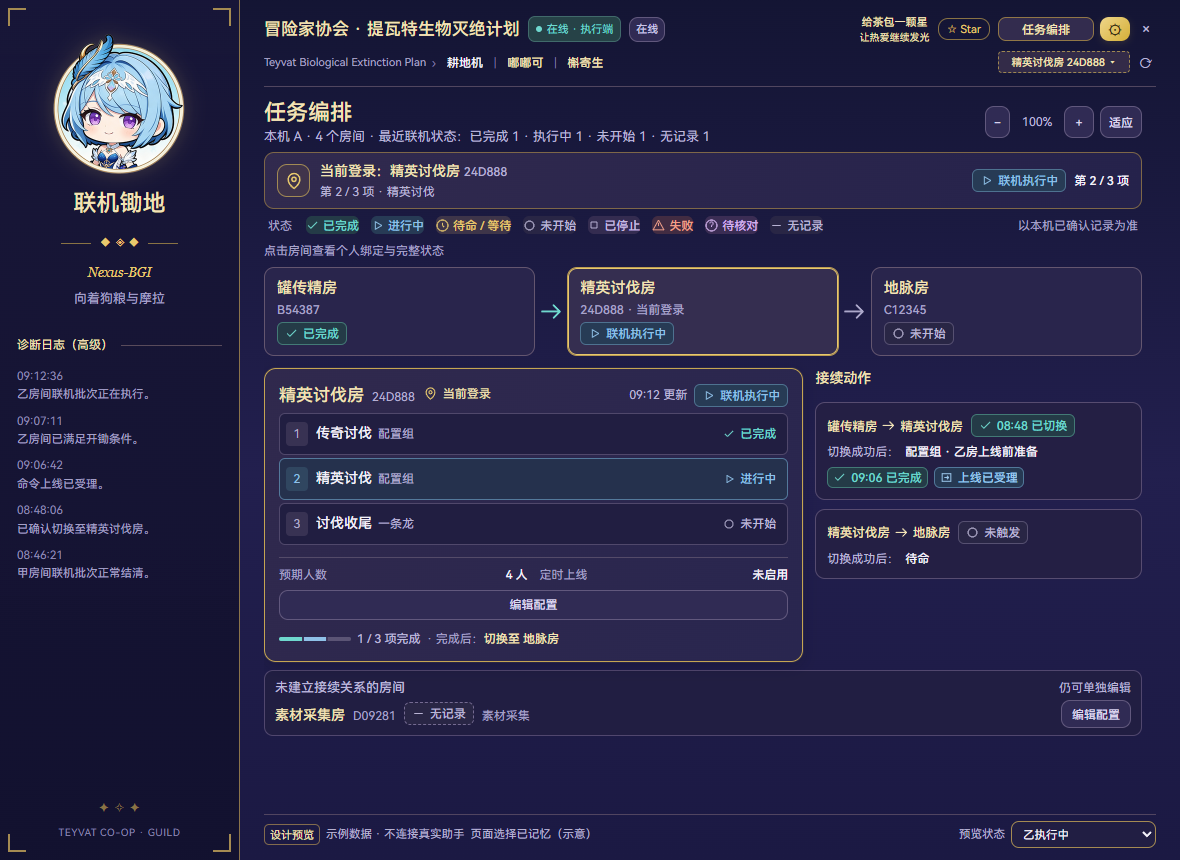 联机锄地
Nexus-BGI
向着狗粮与摩拉
诊断日志（高级）
09:12:36
乙房间联机批次正在执行。
09:07:11
乙房间已满足开锄条件。
09:06:42
命令上线已受理。
08:48:06
已确认切换至精英讨伐房。
08:46:21
甲房间联机批次正常结清。
TEYVAT CO-OP · GUILD
冒险家协会 · 提瓦特生物灭绝计划 在线 · 执行端 在线
给茶包一颗星
让热爱继续发光
☆ Star 任务编排 ×
Teyvat Biological Extinction Plan › 耕地机 | 嘟嘟可 | 槲寄生
精英讨伐房 24D888
任务编排
本机 A · 4 个房间 · 最近联机状态：已完成 1 · 执行中 1 · 未开始 1 · 无记录 1
− 100% + 适应
当前登录：精英讨伐房 24D888
第 2 / 3 项 · 精英讨伐
联机执行中 第 2 / 3 项
状态 已完成 进行中 待命 / 等待 未开始 已停止 失败 待核对 无记录 以本机已确认记录为准
点击房间查看个人绑定与完整状态
罐传精房
B54387
已完成
→
精英讨伐房
24D888 · 当前登录
联机执行中
→
地脉房
C12345
未开始
精英讨伐房 24D888 当前登录 09:12 更新 联机执行中
1 传奇讨伐 配置组 已完成
2 精英讨伐 配置组 进行中
3 讨伐收尾 一条龙 未开始
预期人数 4 人 定时上线 未启用
编辑配置
1 / 3 项完成 · 完成后：切换至 地脉房
接续动作
罐传精房 → 精英讨伐房 08:48 已切换
切换成功后： 配置组 · 乙房上线前准备
09:06 已完成 上线已受理
精英讨伐房 → 地脉房 未触发
切换成功后： 待命
未建立接续关系的房间 仍可单独编辑
素材采集房 D09281 无记录 素材采集 编辑配置
设计预览 示例数据 · 不连接真实助手 页面选择已记忆（示意）
预览状态 乙执行中